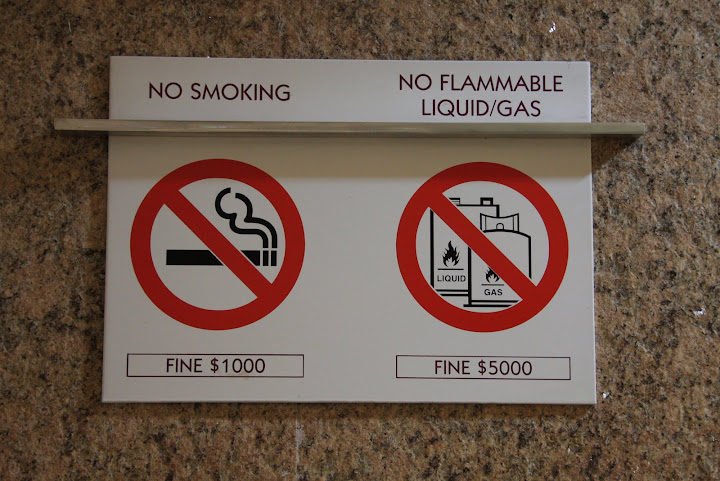 NO SMOKING
NO FLAMMABLE
LIQUID/GAS
LIQUID
GAS
FINE $1000
FINE $5000